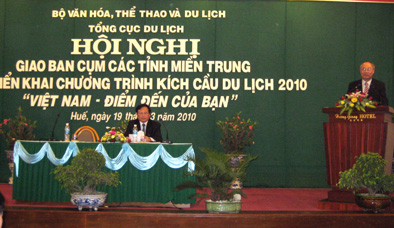 BỘ VĂN HÓA, THỂ THAO VÀ DU LỊCH
TỔNG CỤC DU LỊCH
HỘI NGHỊ
GIAO BAN CỤM CÁC TỈNH MIỀN TRUNG
KHAI CHƯƠNG TRÌNH KÍCH CẦU DU LỊCH 2010
"VIỆT NAM - ĐIỂM ĐẾN CỦA BẠN"
Huế, ngày 19 3 năm 2010
HOTEL